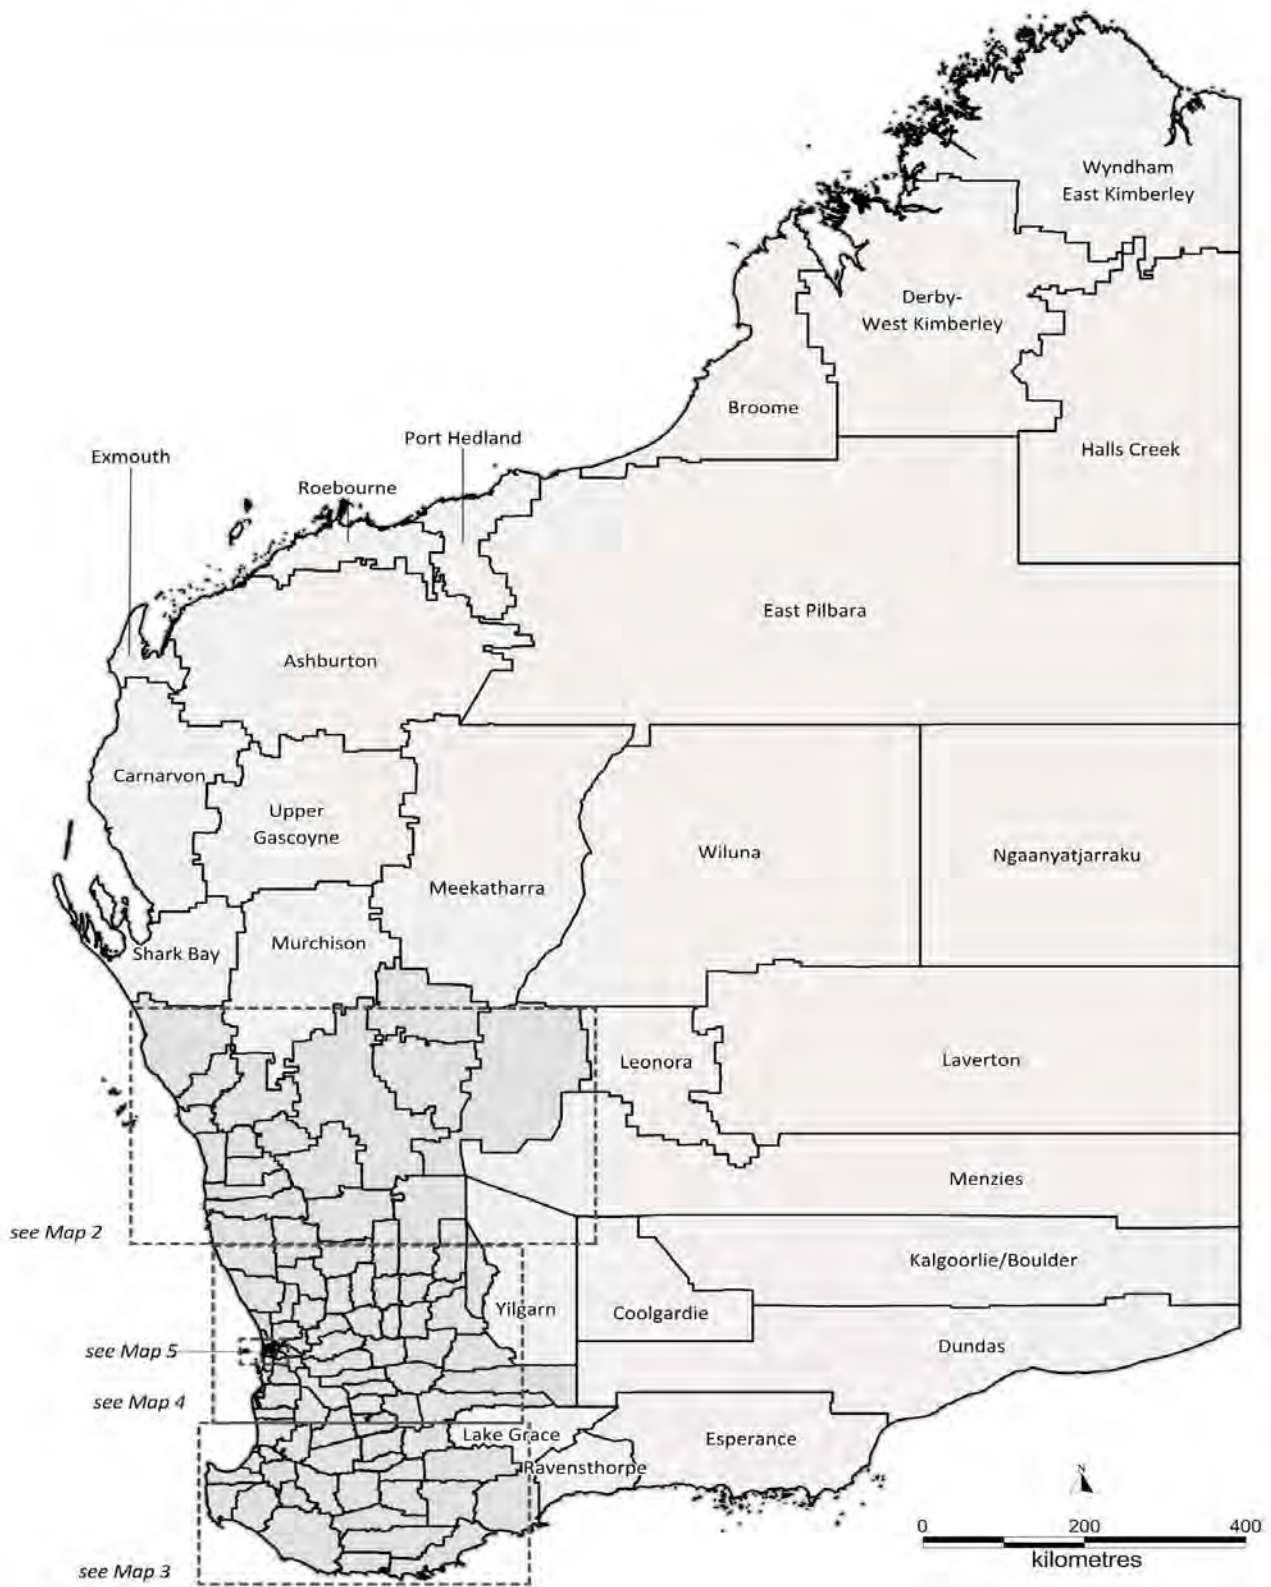 Wyndham
East Kimberley
Derby-
West Kimberley
Broome
Halls Creek
Port Hedland
Exmouth
Roebourne
East Pilbara
Ashburton
Carnarvon
Upper
Gascoyne
Wiluna
Ngaanyatjarraku
Meekatharra
Murchison
Shark Bay
Leonora
Laverton
Menzies
see Map 2
Kalgoorlie/Boulder
Yilgarn
Coolgardie
Dundas
see Map 5
see Map 4
Lake Grace
Esperance
Ravensthorpe
N
0 200 400
kilometres
see Map 3